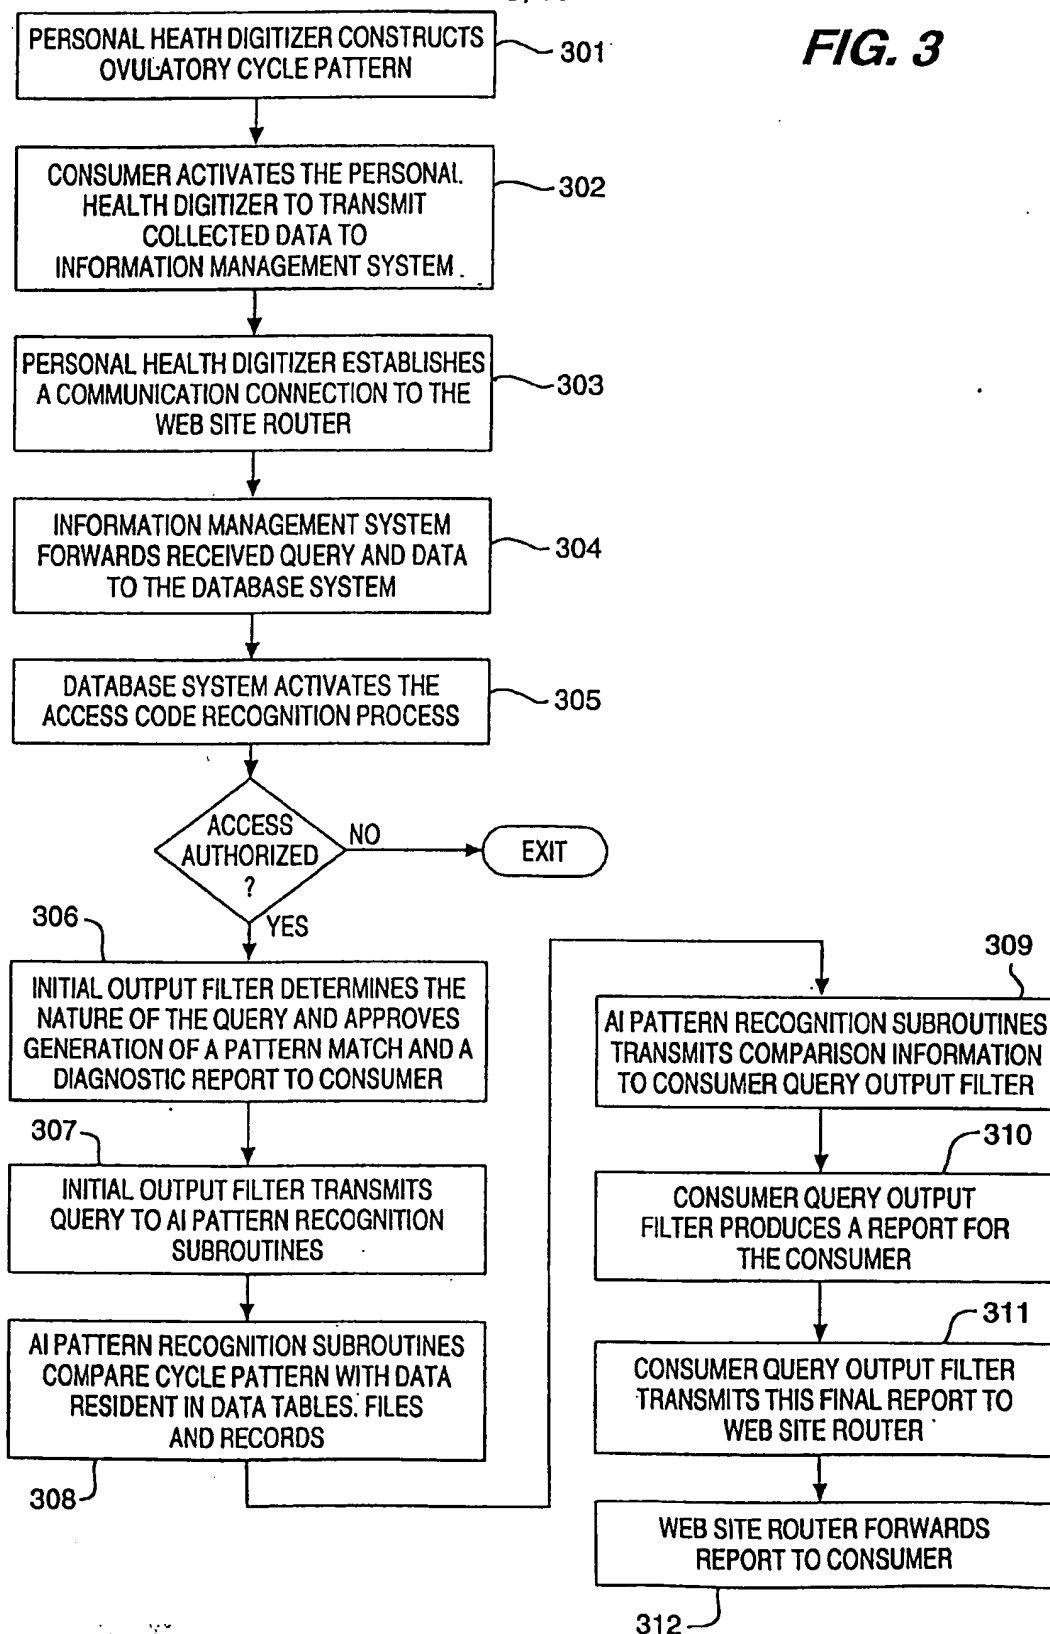 FIG. 3
PERSONAL HEATH DIGITIZER CONSTRUCTS
OVULATORY CYCLE PATTERN
301
CONSUMER ACTIVATES THE PERSONAL
HEALTH DIGITIZER TO TRANSMIT
COLLECTED DATA TO
INFORMATION MANAGEMENT SYSTEM
302
PERSONAL HEALTH DIGITIZER ESTABLISHES
A COMMUNICATION CONNECTION TO THE
WEB SITE ROUTER
303
INFORMATION MANAGEMENT SYSTEM
FORWARDS RECEIVED QUERY AND DATA
TO THE DATABASE SYSTEM
304
DATABASE SYSTEM ACTIVATES THE
ACCESS CODE RECOGNITION PROCESS
305
ACCESS
AUTHORIZED
?
NO
EXIT
YES
306
INITIAL OUTPUT FILTER DETERMINES THE
NATURE OF THE QUERY AND APPROVES
GENERATION OF A PATTERN MATCH AND A
DIAGNOSTIC REPORT TO CONSUMER
307
INITIAL OUTPUT FILTER TRANSMITS
QUERY TO AI PATTERN RECOGNITION
SUBROUTINES
AI PATTERN RECOGNITION SUBROUTINES
COMPARE CYCLE PATTERN WITH DATA
RESIDENT IN DATA TABLES. FILES
AND RECORDS
308
309
AI PATTERN RECOGNITION SUBROUTINES
TRANSMITS COMPARISON INFORMATION
TO CONSUMER QUERY OUTPUT FILTER
310
CONSUMER QUERY OUTPUT
FILTER PRODUCES A REPORT FOR
THE CONSUMER
311
CONSUMER QUERY OUTPUT FILTER
TRANSMITS THIS FINAL REPORT TO
WEB SITE ROUTER
WEB SITE ROUTER FORWARDS
REPORT TO CONSUMER
312